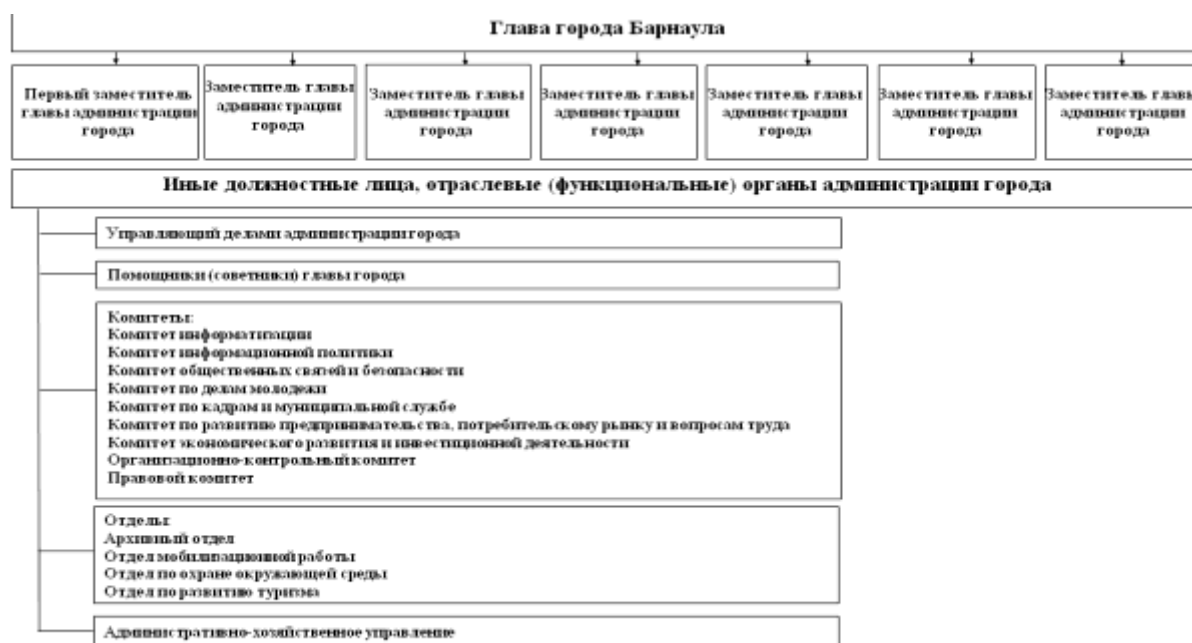 Глава города Барнаула
Первый заместитель
главы администрации
города
Заместитель главы
администрации
города
Заместитель главы
администрации
города
Заместитель главы
администрации
города
Заместитель главы
администрации
города
Заместитель главы
администрации
города
Заместитель главы
администрации
города
Иные должностные лица, отраслевые (функциональные) органы администрации города
Управляющий делами администрации города
Помощники (советники) главы города
Комитеты:
Комитет информатизации
Комитет информационной политики
Комитет общественных связей и безопасности
Комитет по делам молодежи
Комитет по кадрам и муниципальной службе
Комитет по развитию предпринимательства, потребительскому рынку и вопросам труда
Комитет экономического развития и инвестиционной деятельности
Организационно-контрольный комитет
Правовой комитет
Отделы:
Архивный отдел
Отдел мобилизационной работы
Отдел по охране окружающей среды
Отдел по развитию туризма
Административно-хозяйственное управление